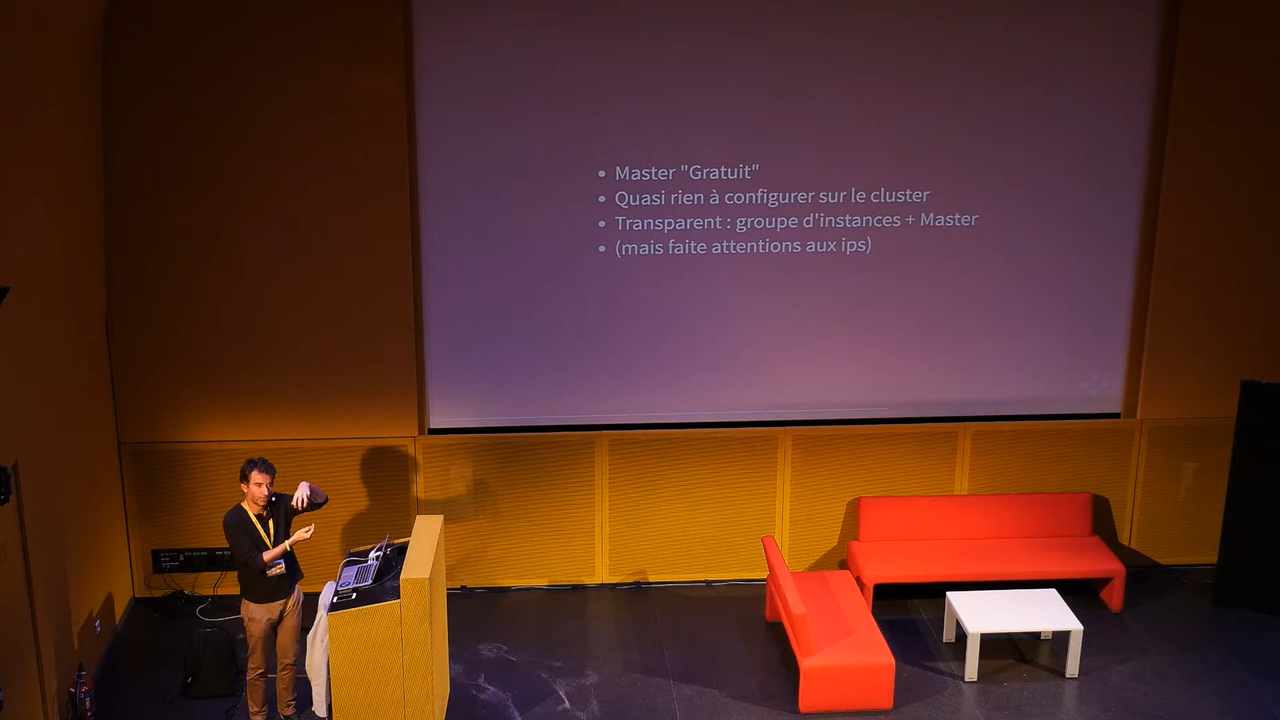 Master "Gratuit"
Quasi rien à configurer sur le cluster
Transparent : groupe d'instances + Master
(mais faite attentions aux ips)